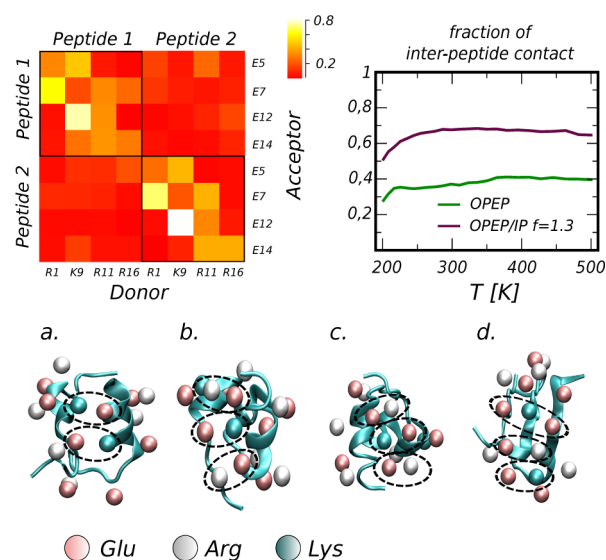 Peptide 1 Peptide 2
0.8
0.2
Peptide 1
Peptide 2
E5
E7
E12
E14
E5
E7
E12
E14
Acceptor
R1 K9 R11 R16 R1 K9 R11 R16
Donor
fraction of
inter-peptide contact
1
0.8
0.6
0.4
0.2
OPEP
OPEP/IP f=1.3
200 300 400 500
T [K]
a. b. c. d.
Glu Arg Lys